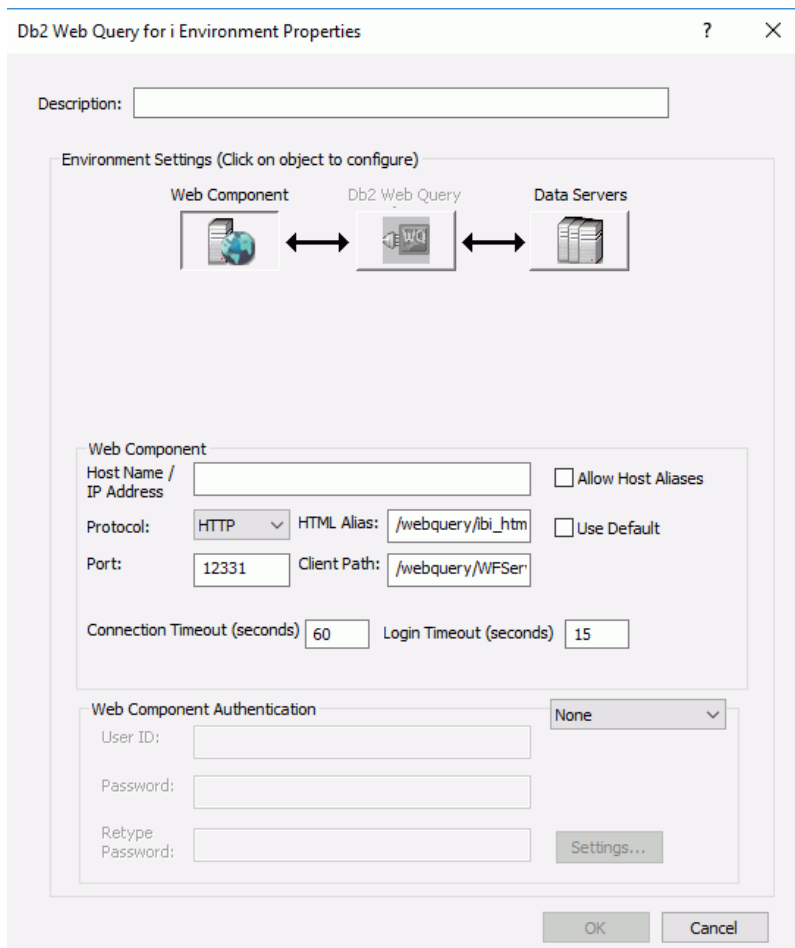 Db2 Web Query for i Environment Properties ? X
Description:
Environment Settings (Click on object to configure)
Web Component Db2 Web Query Data Servers
WQ
Web Component
Host Name /
IP Address
Allow Host Aliases
Protocol: HTTP HTML Alias: /webquery/ibi_htm Use Default
Port: 12331 Client Path: /webquery/WFSer
Connection Timeout (seconds) 60 Login Timeout (seconds) 15
Web Component Authentication None
User ID:
Password:
Retype
Password:
Settings...
OK Cancel